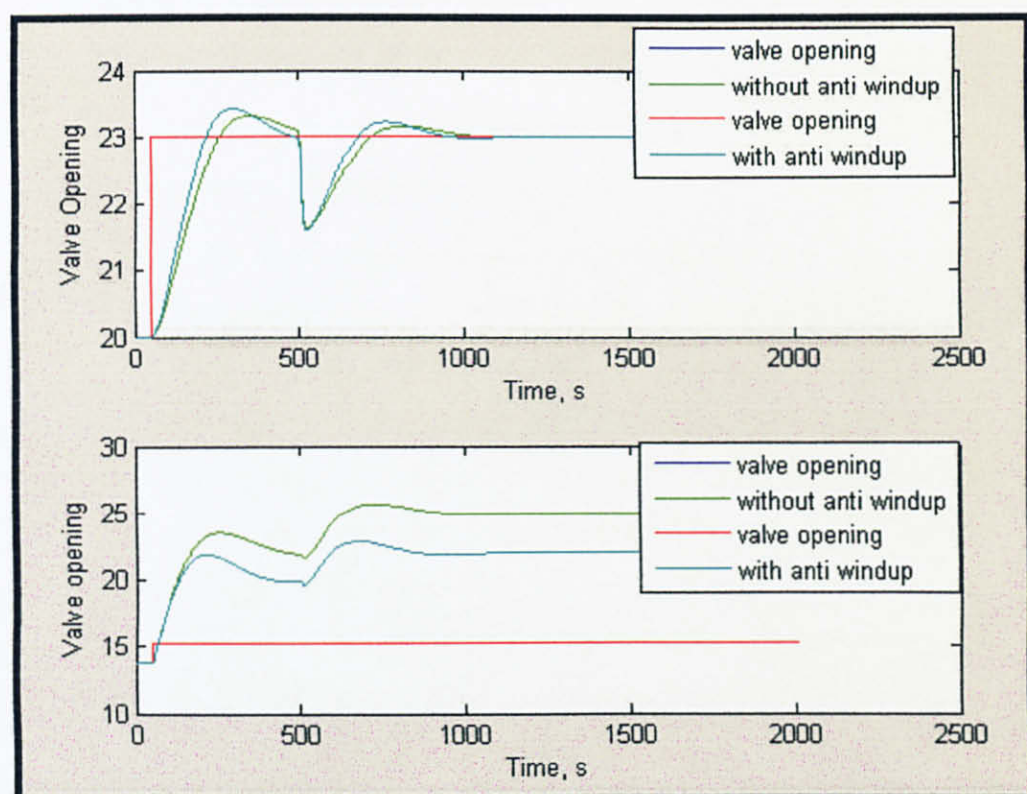 valve opening
without anti windup
valve opening
with anti windup
Valve Opening
24
23
22
21
20
0
500
1000
1500
2000
2500
Time, s
valve opening
without anti windup
valve opening
with anti windup
Valve opening
30
25
20
15
10
0
500
1000
1500
2000
2500
Time, s